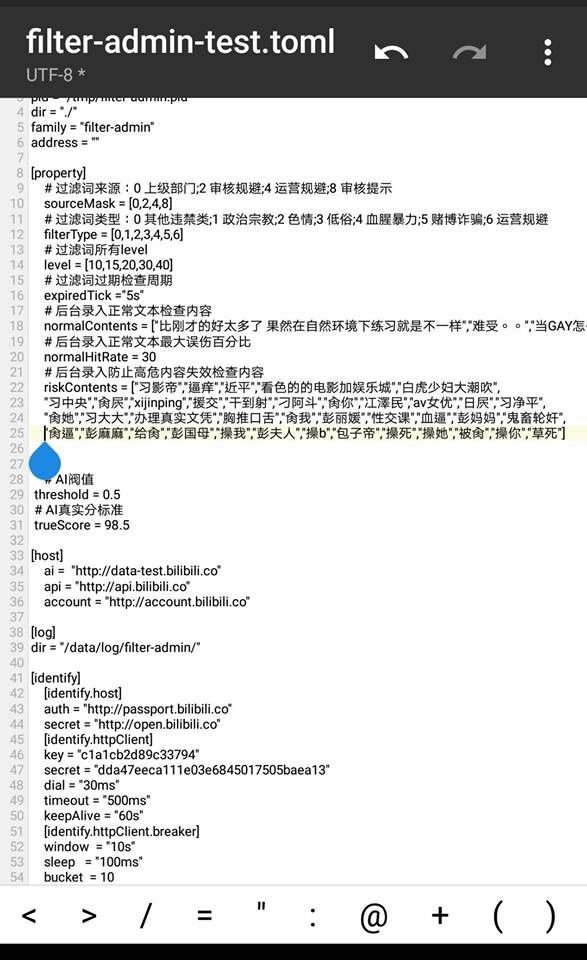 filter-admin-test.toml
UTF-8 *
3 pid = "/tmp/filter-admin.pid"
4 dir = "./"
5 family = "filter-admin"
6 address = ""
7
8 [property]
9 # 过滤词来源：0 上级部门;2 审核规避;4 运营规避;8 审核提示
10 sourceMask = [0,2,4,8]
11 # 过滤词类型：0 其他违禁类;1 政治宗教;2 色情;3 低俗;4 血腥暴力;5 赌博诈骗;6 运营规避
12 filterType = [0,1,2,3,4,5,6]
13 # 过滤词所有level
14 level = [10,15,20,30,40]
15 # 过滤词过期检查周期
16 expiredTick ="5s"
17 # 后台录入正常文本检查内容
18 normalContents = ["比刚才的好太多了 果然在自然环境下练习就是不一样","难受。。","当GAY怎
19 # 后台录入正常文本最大误伤百分比
20 normalHitRate = 30
21 # 后台录入防止高危内容失效检查内容
22 riskContents = ["习影帝","逼痒","近平","看色的的电影加娱乐城","白虎少妇大潮吹",
23 "习中央","肏屄","xijinping","援交","干到射","刁阿斗","肏你","江澤民","av女优","日屄","习净平",
24 "肏她","习大大","办理真实文凭","胸推口舌","肏我","彭丽媛","性交课","血逼","彭妈妈","鬼畜轮奸",
25 "肏逼","彭麻麻","给肏","彭国母","操我","彭夫人","操b","包子帝","操死","操她","被肏","操你","草死"]
26
27
28 # AI阀值
29 threshold = 0.5
30 # AI真实分标准
31 trueScore = 98.5
32
33 [host]
34 ai = "http://data-test.bilibili.co"
35 api = "http://api.bilibili.co"
36 account = "http://account.bilibili.co"
37
38 [log]
39 dir = "/data/log/filter-admin/"
40
41 [identify]
42 [identify.host]
43 auth = "http://passport.bilibili.co"
44 secret = "http://open.bilibili.co"
45 [identify.httpClient]
46 key = "c1a1cb2d89c33794"
47 secret = "dda47eeca111e03e6845017505baea13"
48 dial = "30ms"
49 timeout = "500ms"
50 keepAlive = "60s"
51 [identify.httpClient.breaker]
52 window = "10s"
53 sleep = "100ms"
54 bucket = 10
< > / = " : @ + ( )